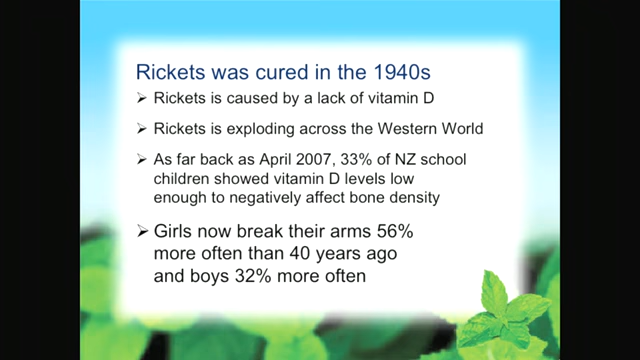 Rickets was cured in the 1940s
➢ Rickets is caused by a lack of vitamin D
➢ Rickets is exploding across the Western World
➢ As far back as April 2007, 33% of NZ school
children showed vitamin D levels low
enough to negatively affect bone density
➢ Girls now break their arms 56%
more often than 40 years ago
and boys 32% more often